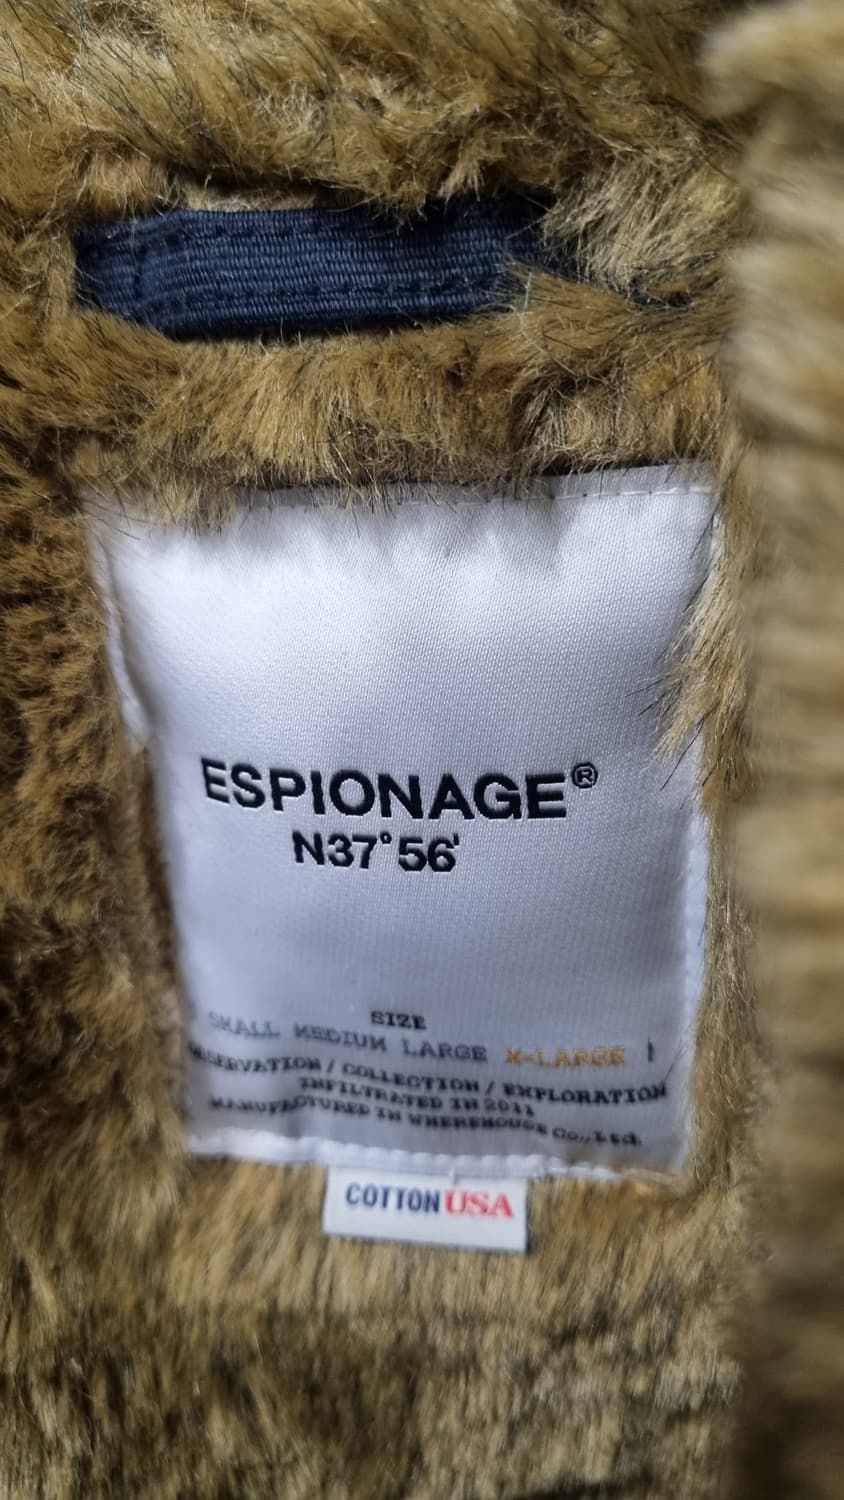 ESPIONAGE®
N37°56'
SIZE
SMALL MEDIUM LARGE X-LARGE
OBSERVATION / COLLECTION / EXPLORATION
INFILTRATED IN 2011
MANUFACTURED IN WHEREHOUSE Co.,Ltd.
COTTON USA